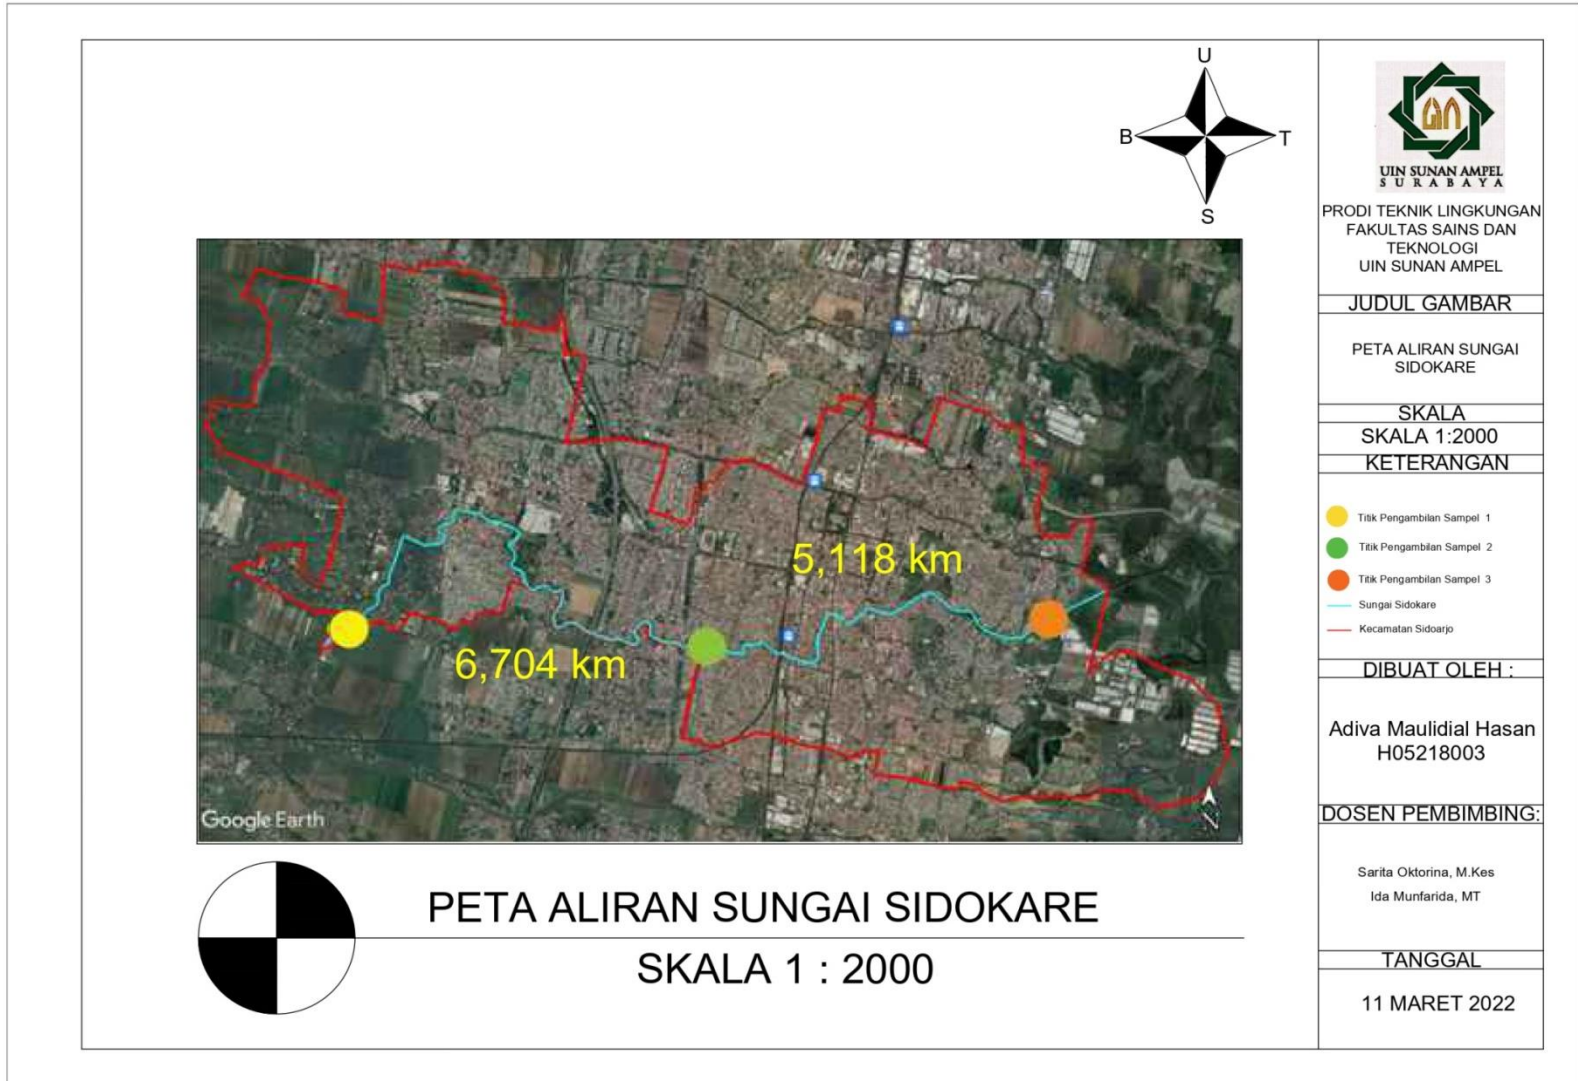 U
B
T
S
5,118 km
6,704 km
Google Earth
N
PETA ALIRAN SUNGAI SIDOKARE
SKALA 1 : 2000
UIN SUNAN AMPEL
S U R A B A Y A
PRODI TEKNIK LINGKUNGAN
FAKULTAS SAINS DAN
TEKNOLOGI
UIN SUNAN AMPEL
JUDUL GAMBAR
PETA ALIRAN SUNGAI
SIDOKARE
SKALA
SKALA 1:2000
KETERANGAN
Titik Pengambilan Sampel 1
Titik Pengambilan Sampel 2
Titik Pengambilan Sampel 3
Sungai Sidokare
Kecamatan Sidoarjo
DIBUAT OLEH :
Adiva Maulidial Hasan
H05218003
DOSEN PEMBIMBING:
Sarita Oktorina, M.Kes
Ida Munfarida, MT
TANGGAL
11 MARET 2022